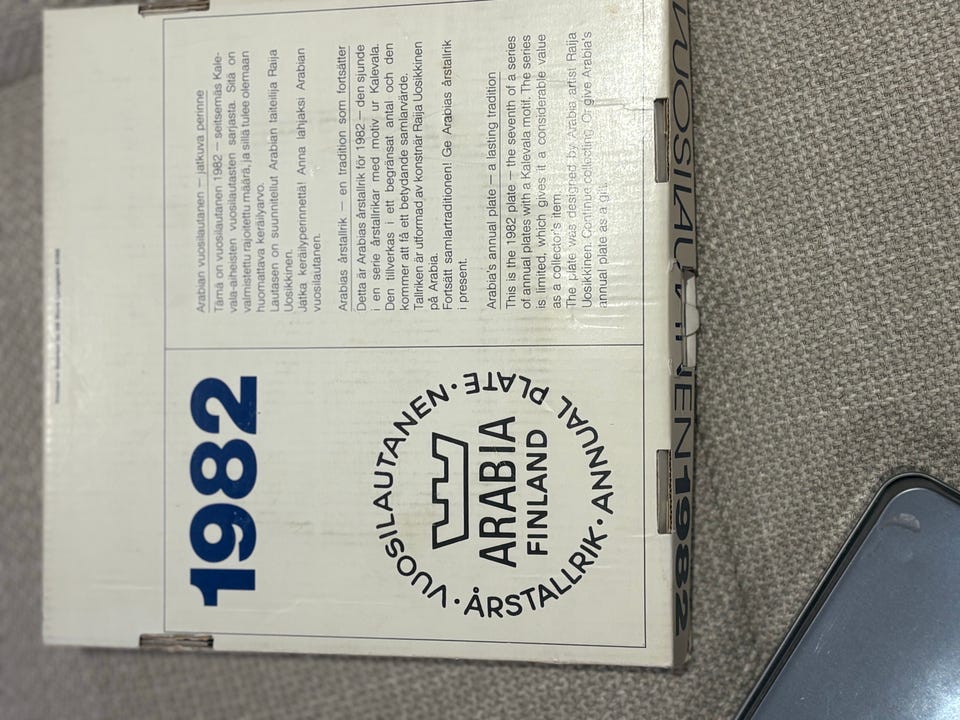 1982
VUOSILAUTANEN · ANNUAL PLATE · ÅRSTALLRIK ·
ARABIA
FINLAND
Arabian vuosilautanen — jatkuva perinne
Tämä on vuosilautanen 1982 — seitsemäs Kale-
vala-aiheisten vuosilautasten sarjasta. Sitä on
valmistettu rajoitettu määrä, ja sillä tulee olemaan
huomattava keräilyarvo.
Lautasen on suunnitellut Arabian taiteilija Raija
Uosikkinen.
Jatka keräilyperinnettä! Anna lahjaksi Arabian
vuosilautanen.
Arabias årstallrik — en tradition som fortsätter
Detta är Arabias årstallrik för 1982 — den sjunde
i en serie årstallrikar med motiv ur Kalevala.
Den tillverkas i ett begränsat antal och den
kommer att få ett betydande samlarvärde.
Tallriken är utformad av konstnär Raija Uosikkinen
på Arabia.
Fortsätt samlartraditionen! Ge Arabias årstallrik
i present.
Arabia's annual plate — a lasting tradition
This is the 1982 plate — the seventh of a series
of annual plates with a Kalevala motif. The series
is limited, which gives it a considerable value
as a collector's item.
The plate was designed by Arabia artist Raija
Uosikkinen. Continue collecting. Or give Arabia's
annual plate as a gift.
VUOSILAUTANEN 1982